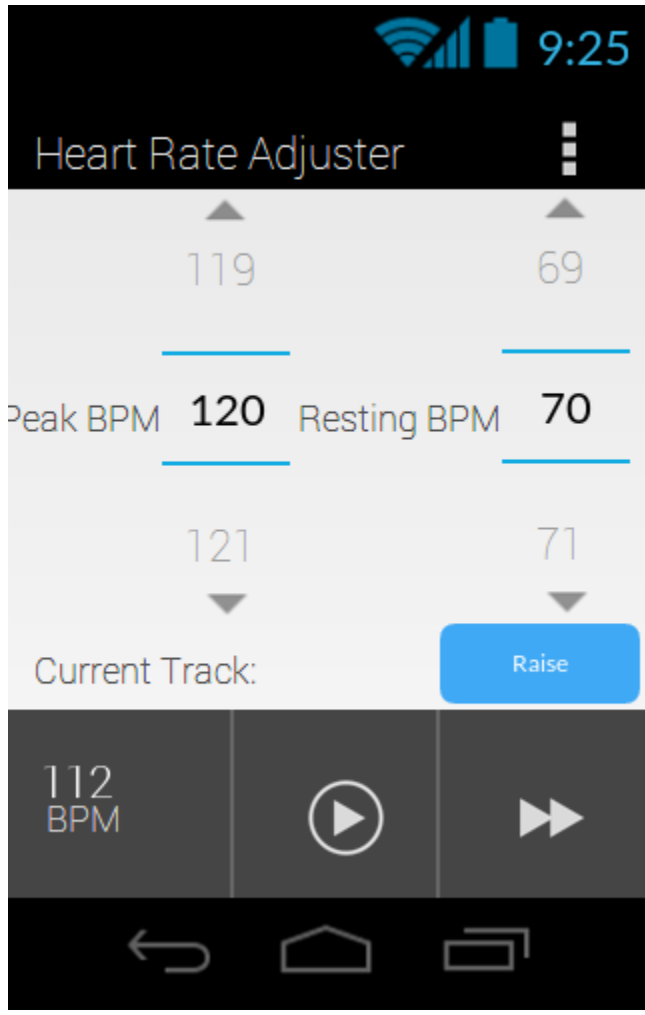 9:25
Heart Rate Adjuster
119 69
Peak BPM 120 Resting BPM 70
121 71
Current Track: Raise
112
BPM